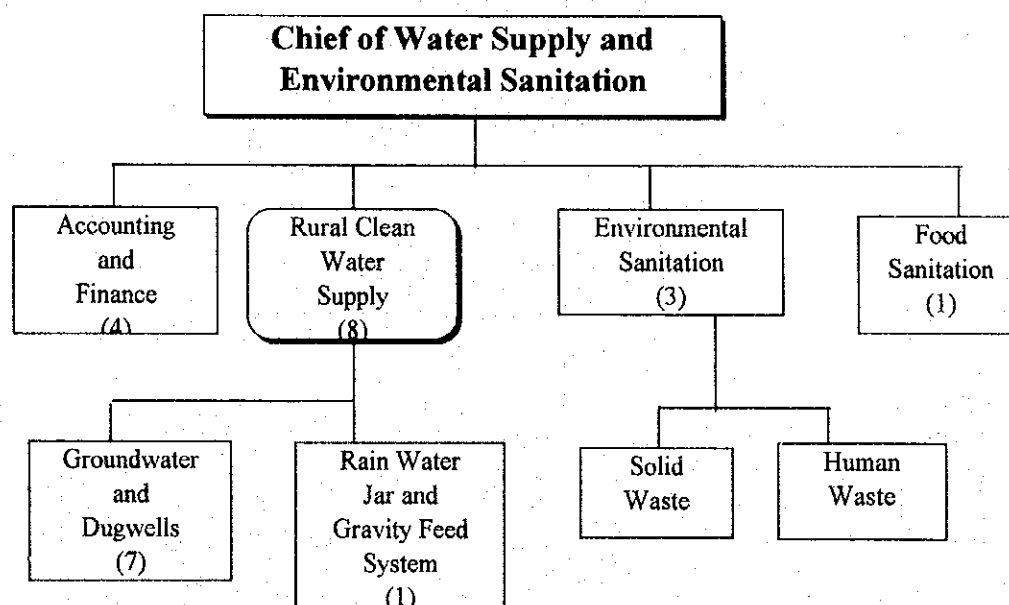 Chief of Water Supply and
Environmental Sanitation
Accounting
and
Finance
(4)
Rural Clean
Water
Supply
(8)
Environmental
Sanitation
(3)
Food
Sanitation
(1)
Groundwater
and
Dugwells
(7)
Rain Water
Jar and
Gravity Feed
System
(1)
Solid
Waste
Human
Waste